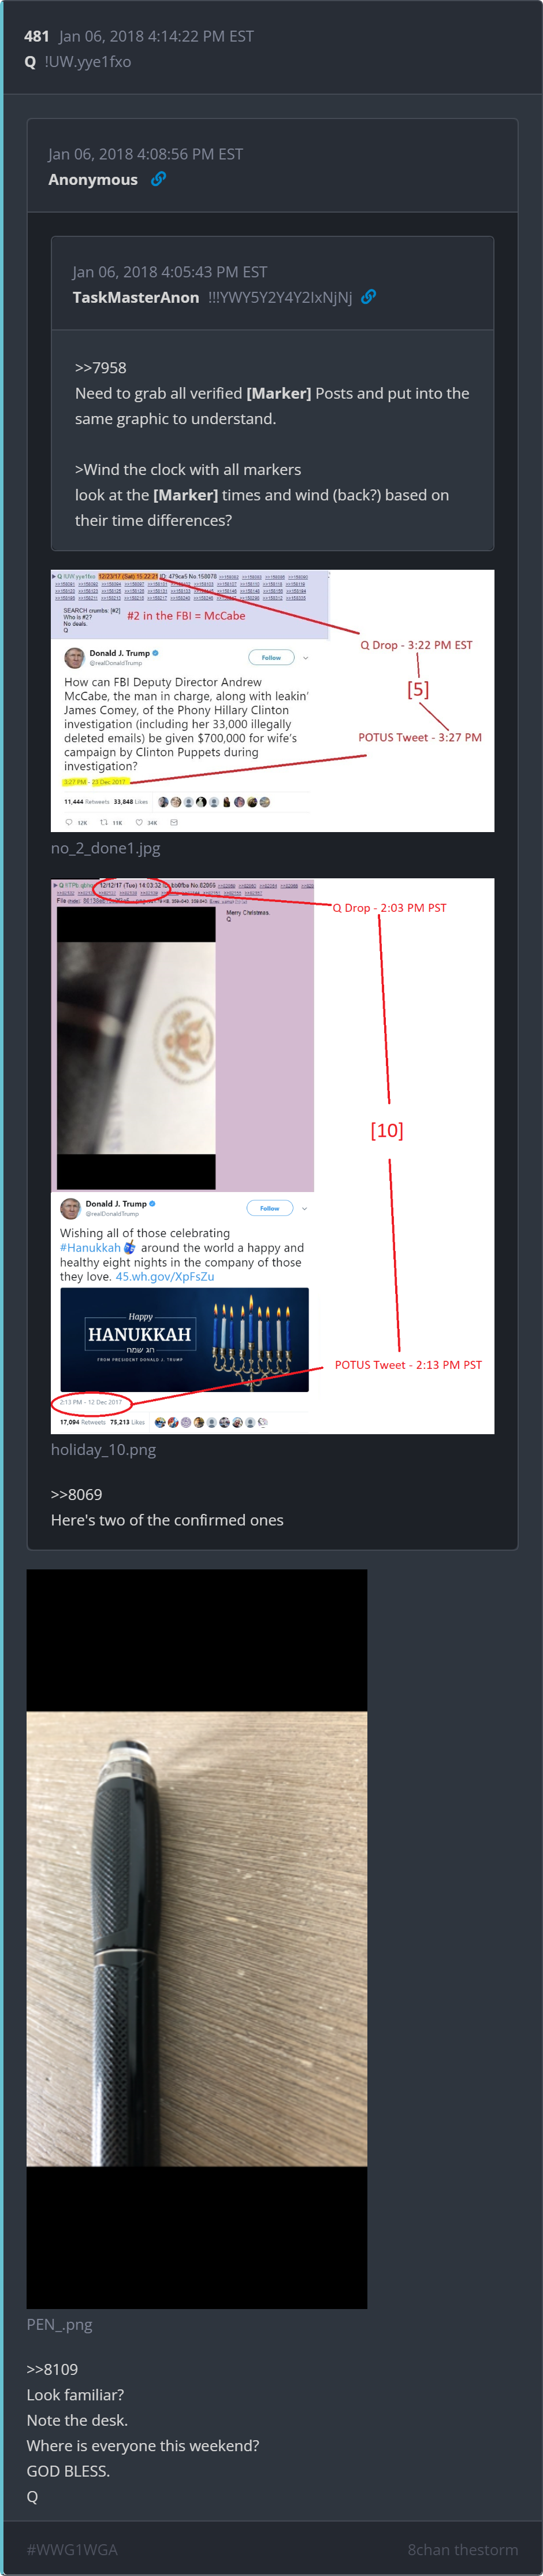 481 Jan 06, 2018 4:14:22 PM EST
Q !UW.yye1fxo
Jan 06, 2018 4:08:56 PM EST
Anonymous
Jan 06, 2018 4:05:43 PM EST
TaskMasterAnon !!!YWY5Y2Y4Y2IxNjNj
>>7958
Need to grab all verified [Marker] Posts and put into the
same graphic to understand.
>Wind the clock with all markers
look at the [Marker] times and wind (back?) based on
their time differences?
12/23/17 (Sat) 15:22:21 ID: 479ca5 No.158078
SEARCH crumbs: [#2]
Who is #2?
No deals.
Q
#2 in the FBI = McCabe
Q Drop - 3:22 PM EST
[5]
POTUS Tweet - 3:27 PM
Donald J. Trump
@realDonaldTrump
Follow
How can FBI Deputy Director Andrew
McCabe, the man in charge, along with leakin'
James Comey, of the Phony Hillary Clinton
investigation (including her 33,000 illegally
deleted emails) be given $700,000 for wife's
campaign by Clinton Puppets during
investigation?
3:27 PM - 23 Dec 2017
11,444 Retweets 33,848 Likes
12K 11K 34K
no_2_done1.jpg
12/12/17 (Tue) 14:03:32
Merry Christmas.
Q
Q Drop - 2:03 PM PST
[10]
Donald J. Trump
@realDonaldTrump
Follow
Wishing all of those celebrating
#Hanukkah around the world a happy and
healthy eight nights in the company of those
they love. 45.wh.gov/XpFsZu
Happy
HANUKKAH
חג שמח
FROM PRESIDENT DONALD J. TRUMP
POTUS Tweet - 2:13 PM PST
2:13 PM - 12 Dec 2017
17,094 Retweets 75,213 Likes
holiday_10.png
>>8069
Here's two of the confirmed ones
PEN_.png
>>8109
Look familiar?
Note the desk.
Where is everyone this weekend?
GOD BLESS.
Q
#WWG1WGA 8chan thestorm